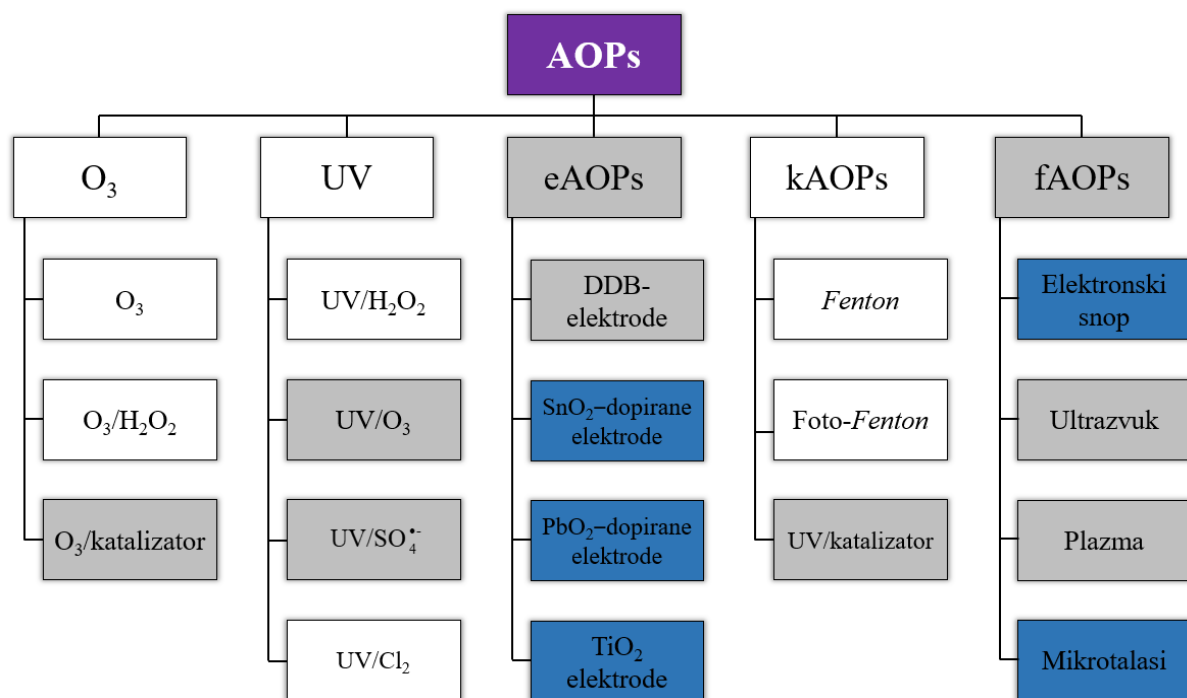 AOPs
O₃
UV
eAOPs
kAOPs
fAOPs
O₃
UV/H₂O₂
DDB-
elektrode
Fenton
Elektronski
snop
O₃/H₂O₂
UV/O₃
SnO₂–dopirane
elektrode
Foto-Fenton
Ultrazvuk
O₃/katalizator
UV/SO₄•-
PbO₂–dopirane
elektrode
UV/katalizator
Plazma
UV/Cl₂
TiO₂
elektrode
Mikrotalasi